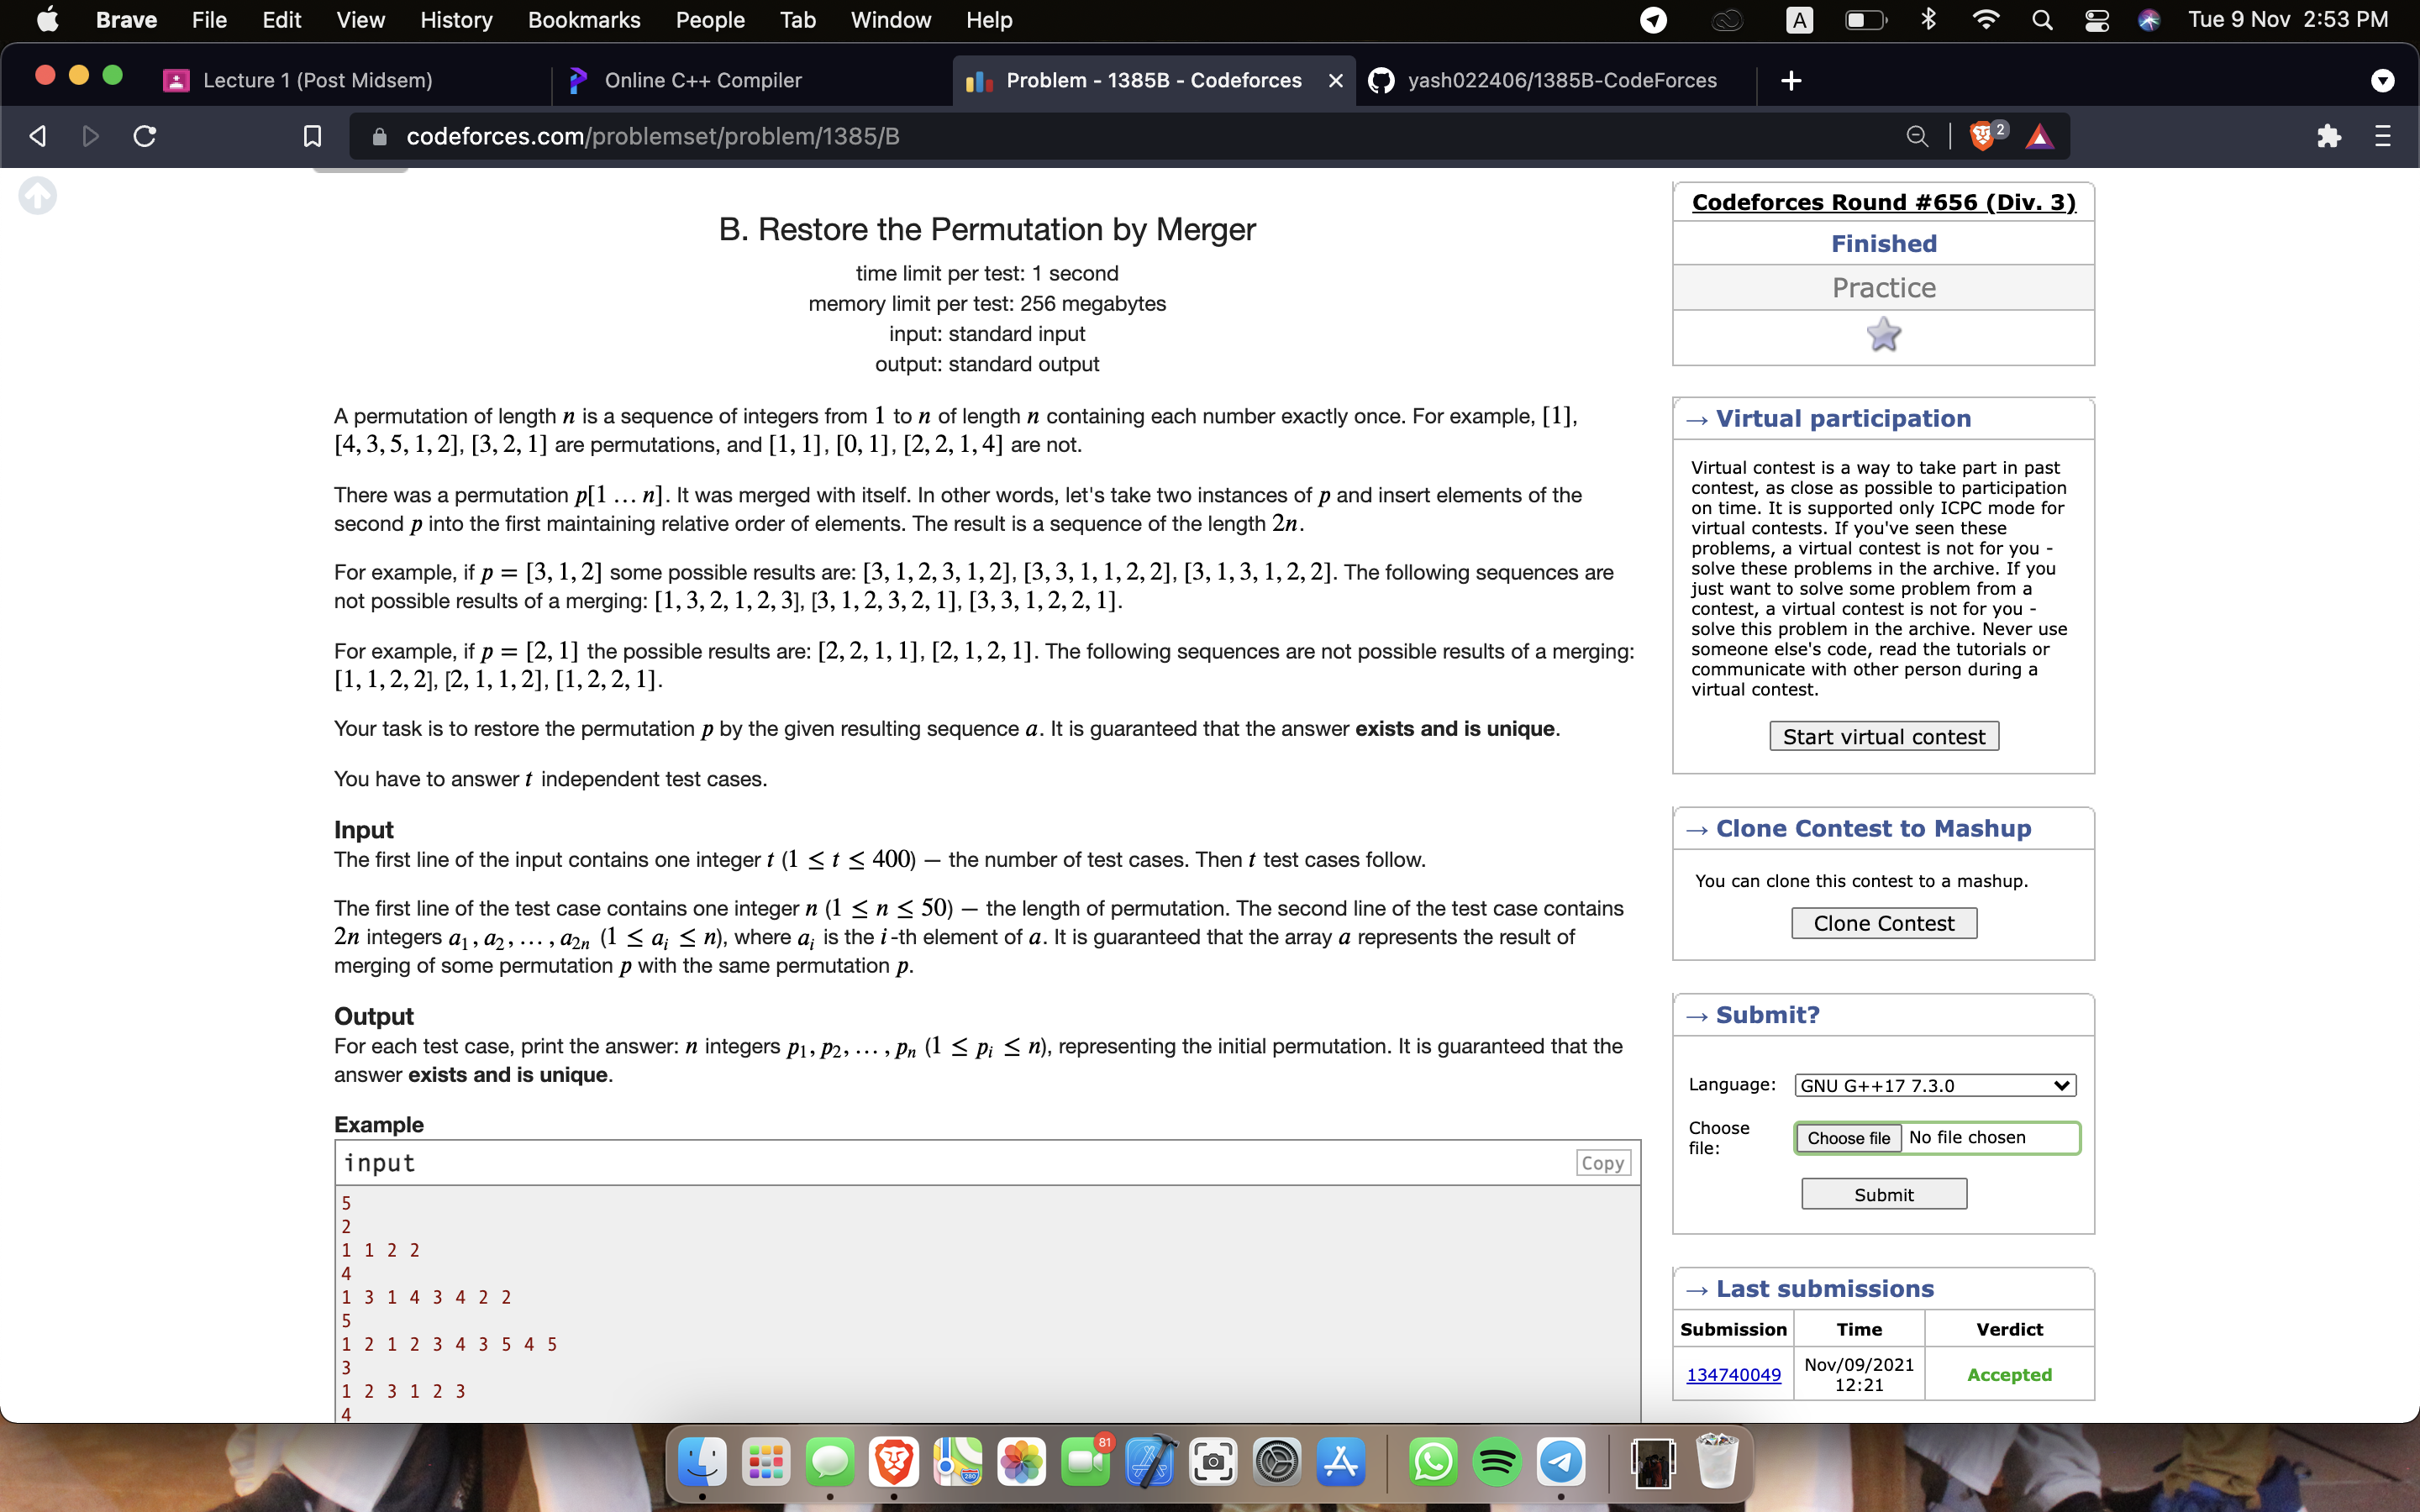 Brave File Edit View History Bookmarks People Tab Window Help A Tue 9 Nov 2:53 PM
Lecture 1 (Post Midsem) Online C++ Compiler Problem - 1385B - Codeforces yash022406/1385B-CodeForces
codeforces.com/problemset/problem/1385/B 2
B. Restore the Permutation by Merger
time limit per test: 1 second
memory limit per test: 256 megabytes
input: standard input
output: standard output
A permutation of length n is a sequence of integers from 1 to n of length n containing each number exactly once. For example, [1],
[4, 3, 5, 1, 2], [3, 2, 1] are permutations, and [1, 1], [0, 1], [2, 2, 1, 4] are not.
There was a permutation p[1 … n]. It was merged with itself. In other words, let's take two instances of p and insert elements of the
second p into the first maintaining relative order of elements. The result is a sequence of the length 2n.
For example, if p = [3, 1, 2] some possible results are: [3, 1, 2, 3, 1, 2], [3, 3, 1, 1, 2, 2], [3, 1, 3, 1, 2, 2]. The following sequences are
not possible results of a merging: [1, 3, 2, 1, 2, 3], [3, 1, 2, 3, 2, 1], [3, 3, 1, 2, 2, 1].
For example, if p = [2, 1] the possible results are: [2, 2, 1, 1], [2, 1, 2, 1]. The following sequences are not possible results of a merging:
[1, 1, 2, 2], [2, 1, 1, 2], [1, 2, 2, 1].
Your task is to restore the permutation p by the given resulting sequence a. It is guaranteed that the answer exists and is unique.
You have to answer t independent test cases.
Input
The first line of the input contains one integer t (1 ≤ t ≤ 400) — the number of test cases. Then t test cases follow.
The first line of the test case contains one integer n (1 ≤ n ≤ 50) — the length of permutation. The second line of the test case contains
2n integers a1, a2, … , a2n (1 ≤ ai ≤ n), where ai is the i-th element of a. It is guaranteed that the array a represents the result of
merging of some permutation p with the same permutation p.
Output
For each test case, print the answer: n integers p1, p2, … , pn (1 ≤ pi ≤ n), representing the initial permutation. It is guaranteed that the
answer exists and is unique.
Example
input Copy
5
2
1 1 2 2
4
1 3 1 4 3 4 2 2
5
1 2 1 2 3 4 3 5 4 5
3
1 2 3 1 2 3
4
Codeforces Round #656 (Div. 3)
Finished
Practice
→ Virtual participation
Virtual contest is a way to take part in past
contest, as close as possible to participation
on time. It is supported only ICPC mode for
virtual contests. If you've seen these
problems, a virtual contest is not for you -
solve these problems in the archive. If you
just want to solve some problem from a
contest, a virtual contest is not for you -
solve this problem in the archive. Never use
someone else's code, read the tutorials or
communicate with other person during a
virtual contest.
Start virtual contest
→ Clone Contest to Mashup
You can clone this contest to a mashup.
Clone Contest
→ Submit?
Language: GNU G++17 7.3.0
Choose
file: Choose file No file chosen
Submit
→ Last submissions
Submission Time Verdict
134740049 Nov/09/2021
12:21 Accepted
81
280